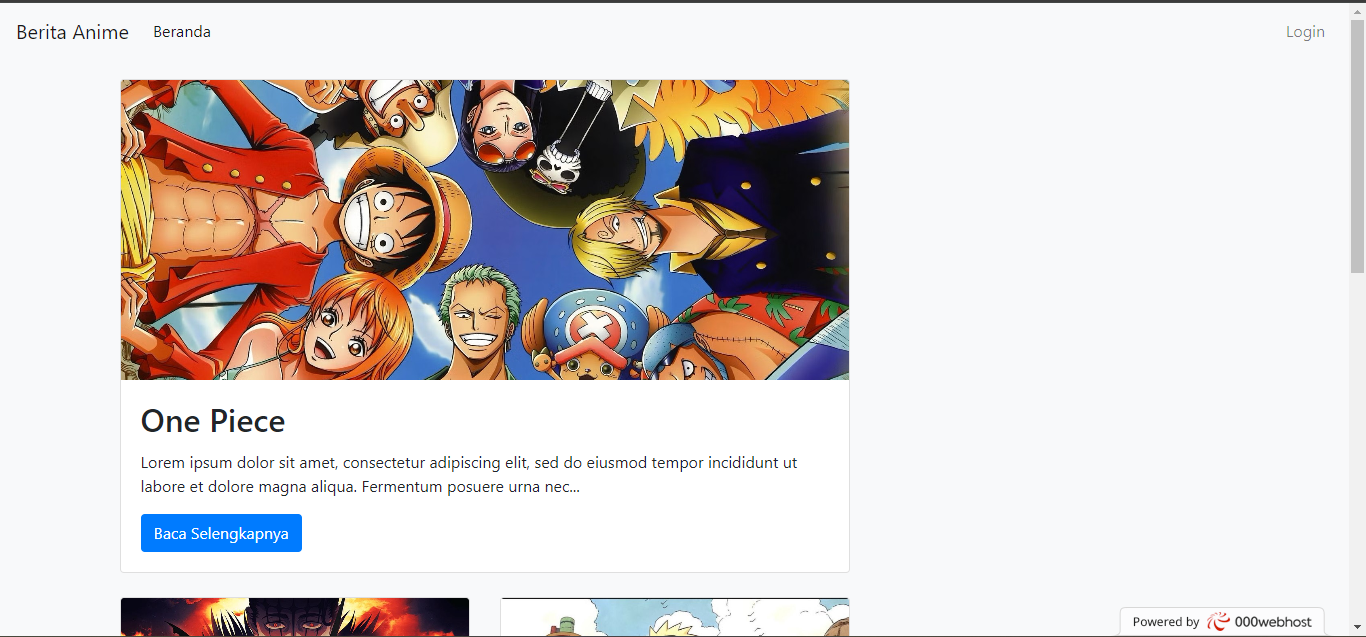 Berita Anime
Beranda
Login
One Piece
Lorem ipsum dolor sit amet, consectetur adipiscing elit, sed do eiusmod tempor incididunt ut
labore et dolore magna aliqua. Fermentum posuere urna nec...
Baca Selengkapnya
Powered by 000webhost